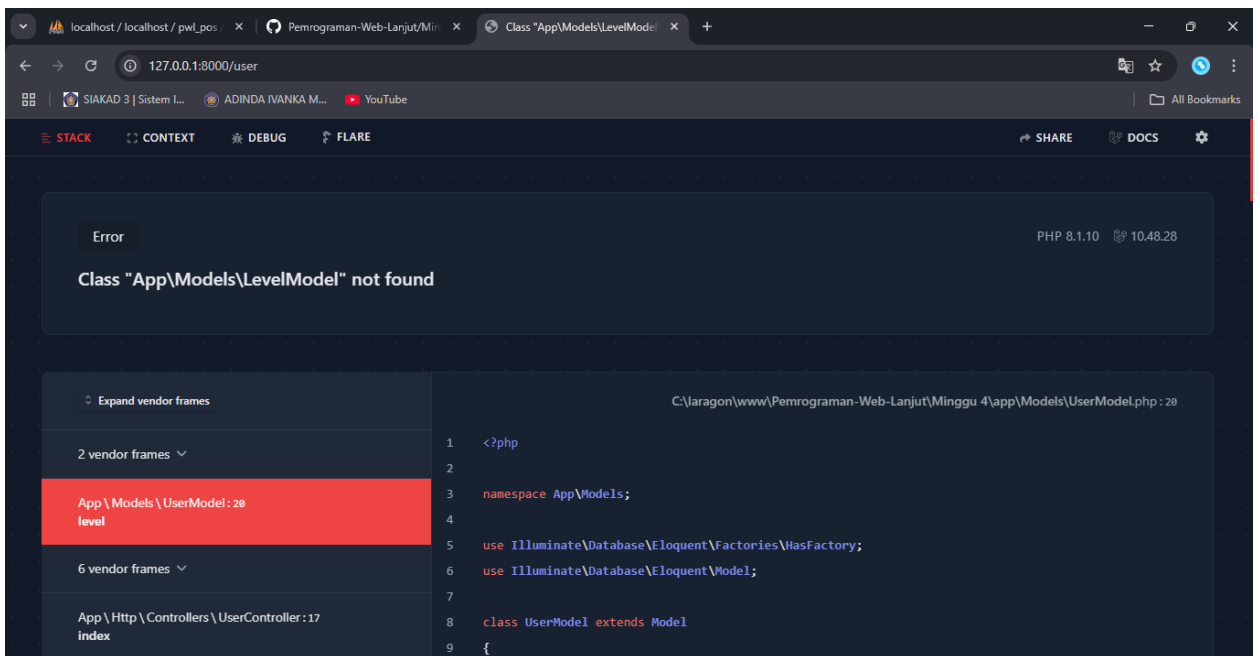 localhost / localhost / pwl_pos /
Pemrograman-Web-Lanjut/Min
Class "App\Models\LevelModel"
127.0.0.1:8000/user
SIAKAD 3 | Sistem I...
ADINDA IVANKA M...
YouTube
All Bookmarks
STACK
CONTEXT
DEBUG
FLARE
SHARE
DOCS
Error
PHP 8.1.10
10.48.28
Class "App\Models\LevelModel" not found
Expand vendor frames
2 vendor frames
App \ Models \ UserModel : 20
level
6 vendor frames
App \ Http \ Controllers \ UserController : 17
index
C:\laragon\www\Pemrograman-Web-Lanjut\Minggu 4\app\Models\UserModel.php : 20
1 <?php
2
3 namespace App\Models;
4
5 use Illuminate\Database\Eloquent\Factories\HasFactory;
6 use Illuminate\Database\Eloquent\Model;
7
8 class UserModel extends Model
9 {